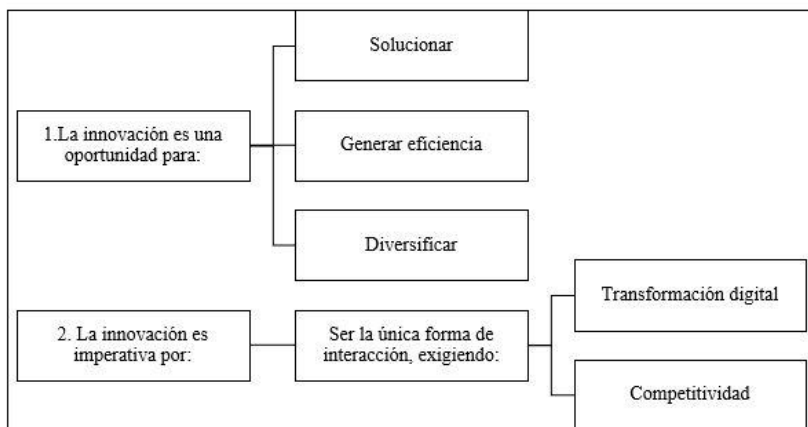 Solucionar
1.La innovación es una
oportunidad para:
Generar eficiencia
Diversificar
Transformación digital
2. La innovación es
imperativa por:
Ser la única forma de
interacción, exigiendo:
Competitividad